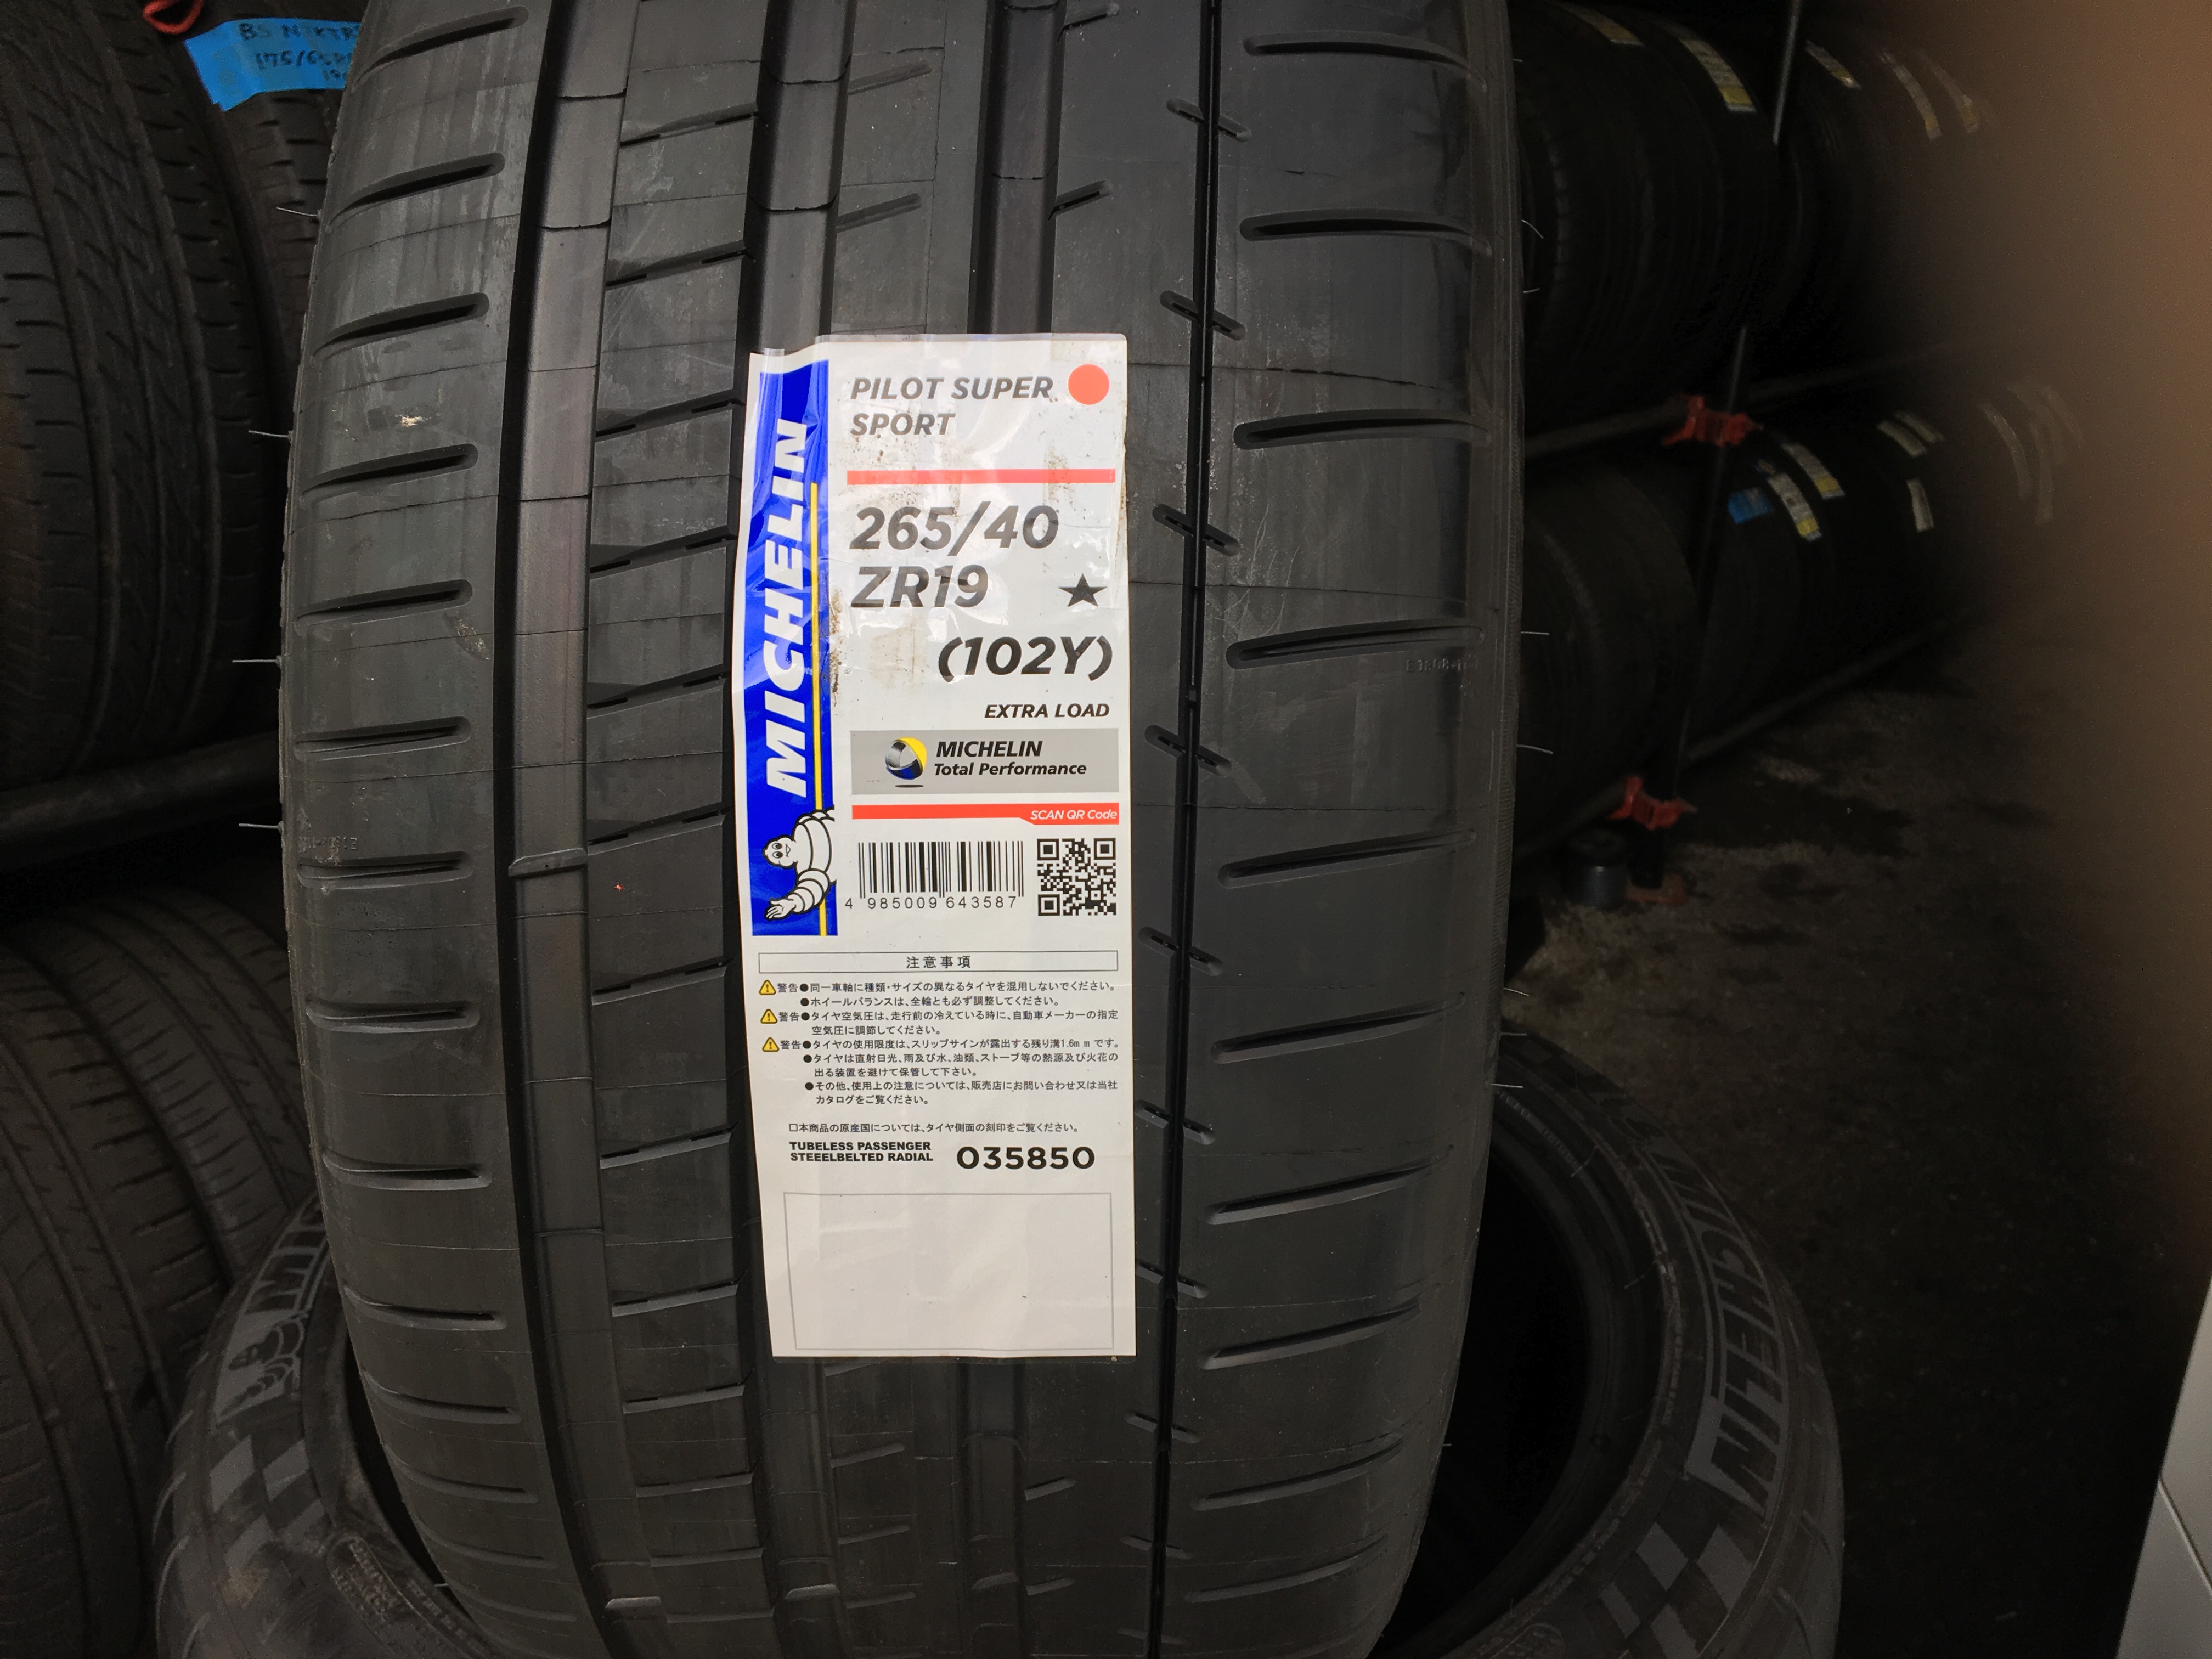 BS N
175/65R
MICHELIN
PILOT SUPER
SPORT
265/40
ZR19 ★
(102Y)
EXTRA LOAD
MICHELIN
Total Performance
SCAN QR Code
4 985009 643587
注意事項
⚠警告●同一車軸に種類・サイズの異なるタイヤを混用しないでください。
●ホイールバランスは、全輪とも必ず調整してください。
⚠警告●タイヤ空気圧は、走行前の冷えている時に、自動車メーカーの指定
空気圧に調節してください。
⚠警告●タイヤの使用限度は、スリップサインが露出する残り溝1.6mmです。
●タイヤは直射日光、雨及び水、油類、ストーブ等の熱源及び火花の
出る装置を避けて保管して下さい。
●その他、使用上の注意については、販売店にお問い合わせ又は当社
カタログをご覧ください。
□本商品の原産国については、タイヤ側面の刻印をご覧ください。
TUBELESS PASSENGER
STEEELBELTED RADIAL 035850
MICHELIN